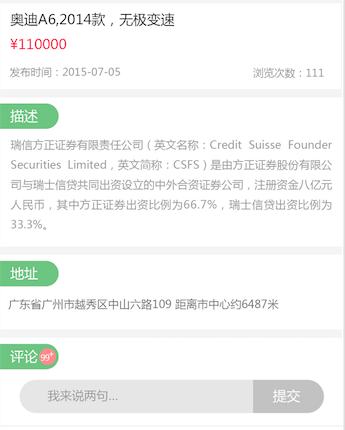 奥迪A6,2014款，无极变速
¥110000
发布时间：2015-07-05 浏览次数：111
描述
瑞信方正证券有限责任公司（英文名称：Credit Suisse Founder
Securities Limited，英文简称：CSFS）是由方正证券股份有限公
司与瑞士信贷共同出资设立的中外合资证券公司，注册资金八亿元
人民币，其中方正证券出资比例为66.7%，瑞士信贷出资比例为
33.3%。
地址
广东省广州市越秀区中山六路109 距离市中心约6487米
评论 99+
我来说两句... 提交